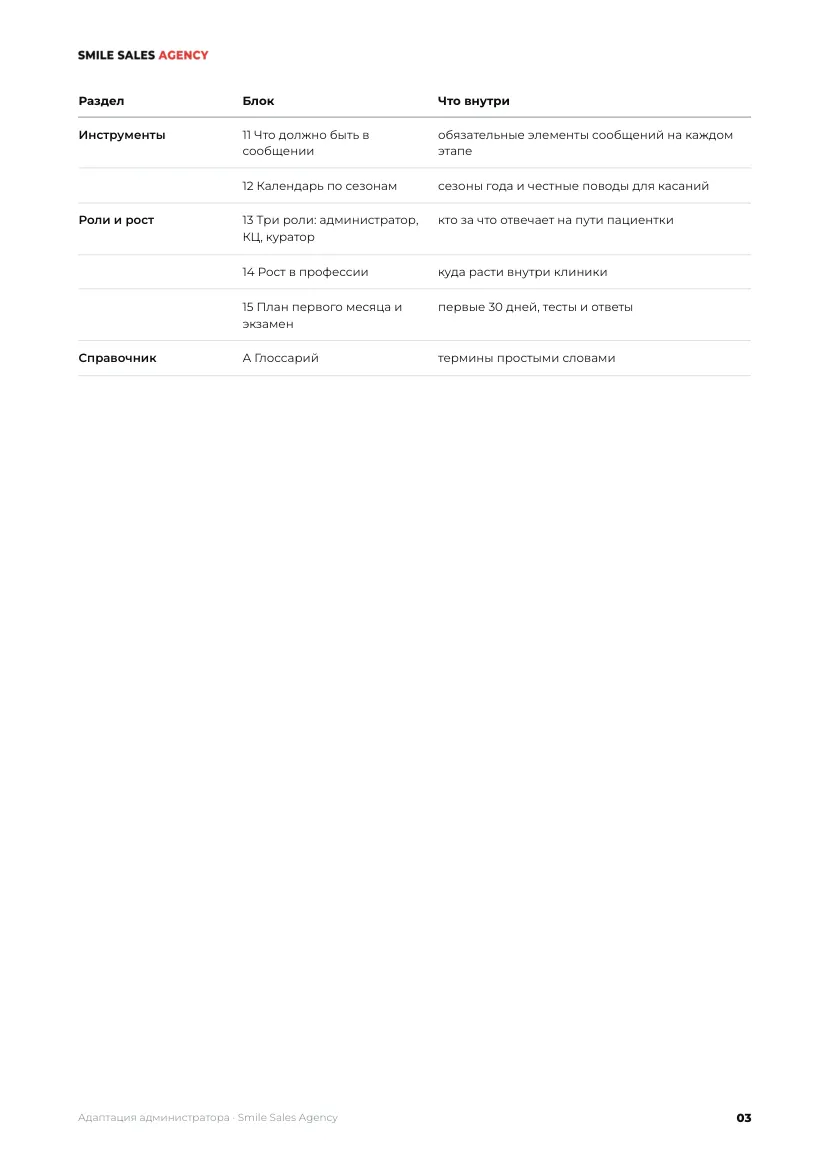 SMILE SALES AGENCY
Раздел Блок Что внутри
Инструменты 11 Что должно быть в обязательные элементы сообщений на каждом
сообщении этапе
12 Календарь по сезонам сезоны года и честные поводы для касаний
Роли и рост 13 Три роли: администратор, кто за что отвечает на пути пациентки
КЦ, куратор
14 Рост в профессии куда расти внутри клиники
15 План первого месяца и первые 30 дней, тесты и ответы
экзамен
Справочник А Глоссарий термины простыми словами
Адаптация администратора · Smile Sales Agency 03